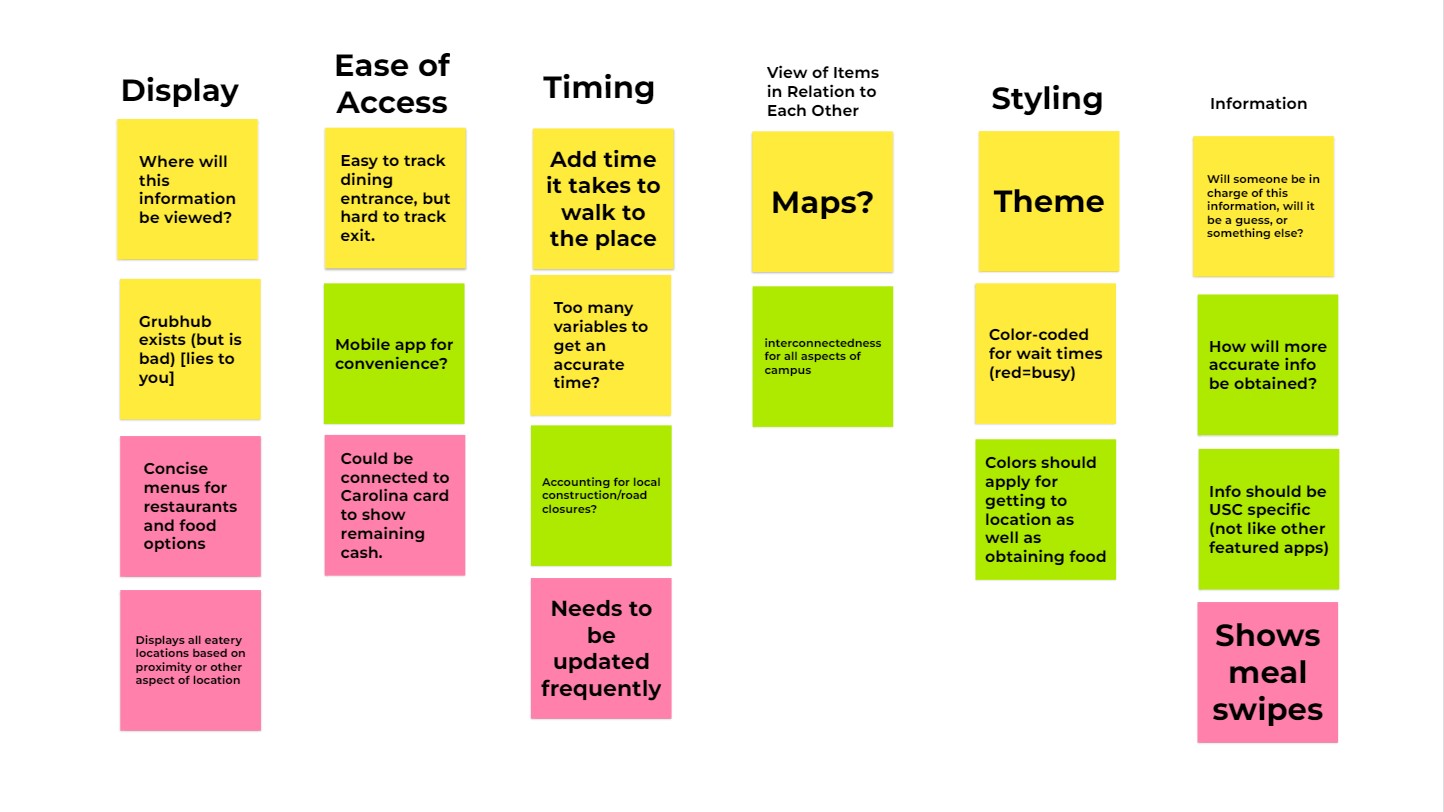 Display
Where will
this
information
be viewed?
Grubhub
exists (but is
bad) [lies to
you]
Concise
menus for
restaurants
and food
options
Displays all eatery
locations based on
proximity or other
aspect of location
Ease of
Access
Easy to track
dining
entrance, but
hard to track
exit.
Mobile app for
convenience?
Could be
connected to
Carolina card
to show
remaining
cash.
Timing
Add time
it takes to
walk to
the place
Too many
variables to
get an
accurate
time?
Accounting for local
construction/road
closures?
Needs to
be
updated
frequently
View of Items
in Relation to
Each Other
Maps?
interconnectedness
for all aspects of
campus
Styling
Theme
Color-coded
for wait times
(red=busy)
Colors should
apply for
getting to
location as
well as
obtaining food
Information
Will someone be in
charge of this
information, will it
be a guess, or
something else?
How will more
accurate info
be obtained?
Info should be
USC specific
(not like other
featured apps)
Shows
meal
swipes